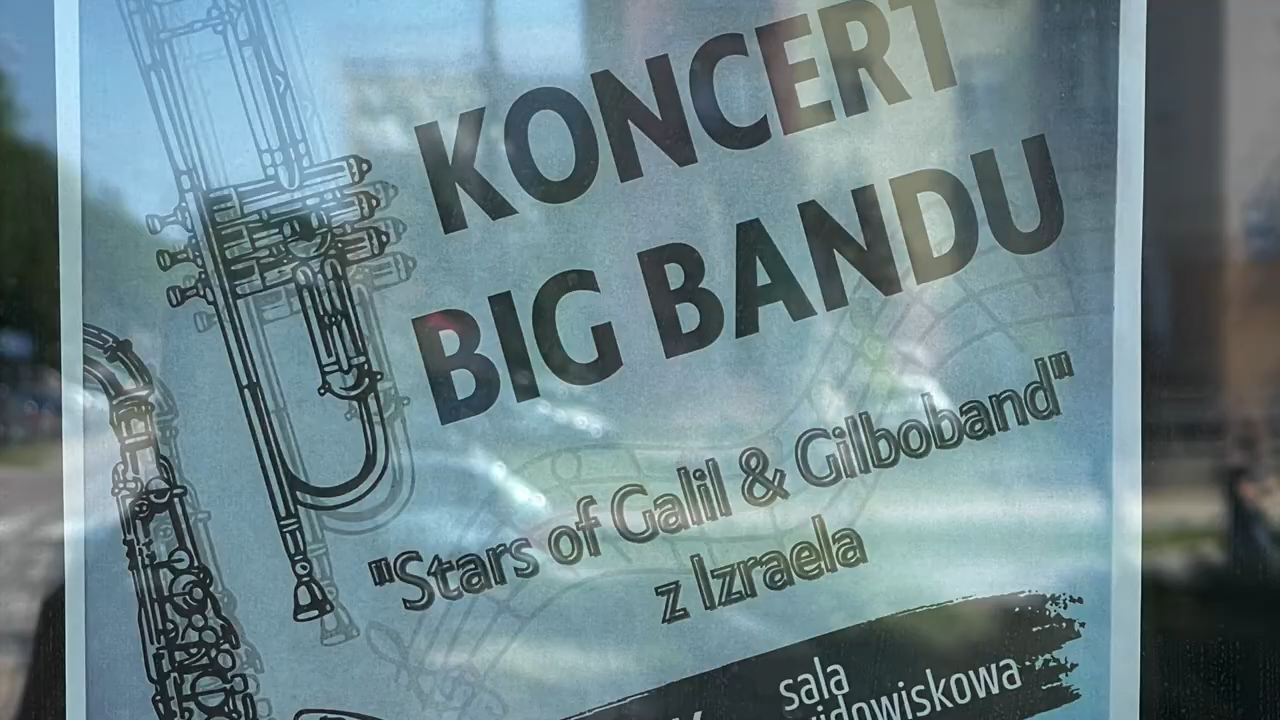 KONCERT
BIG BANDU
"Stars of Galil & Gilboband"
z Izraela
sala